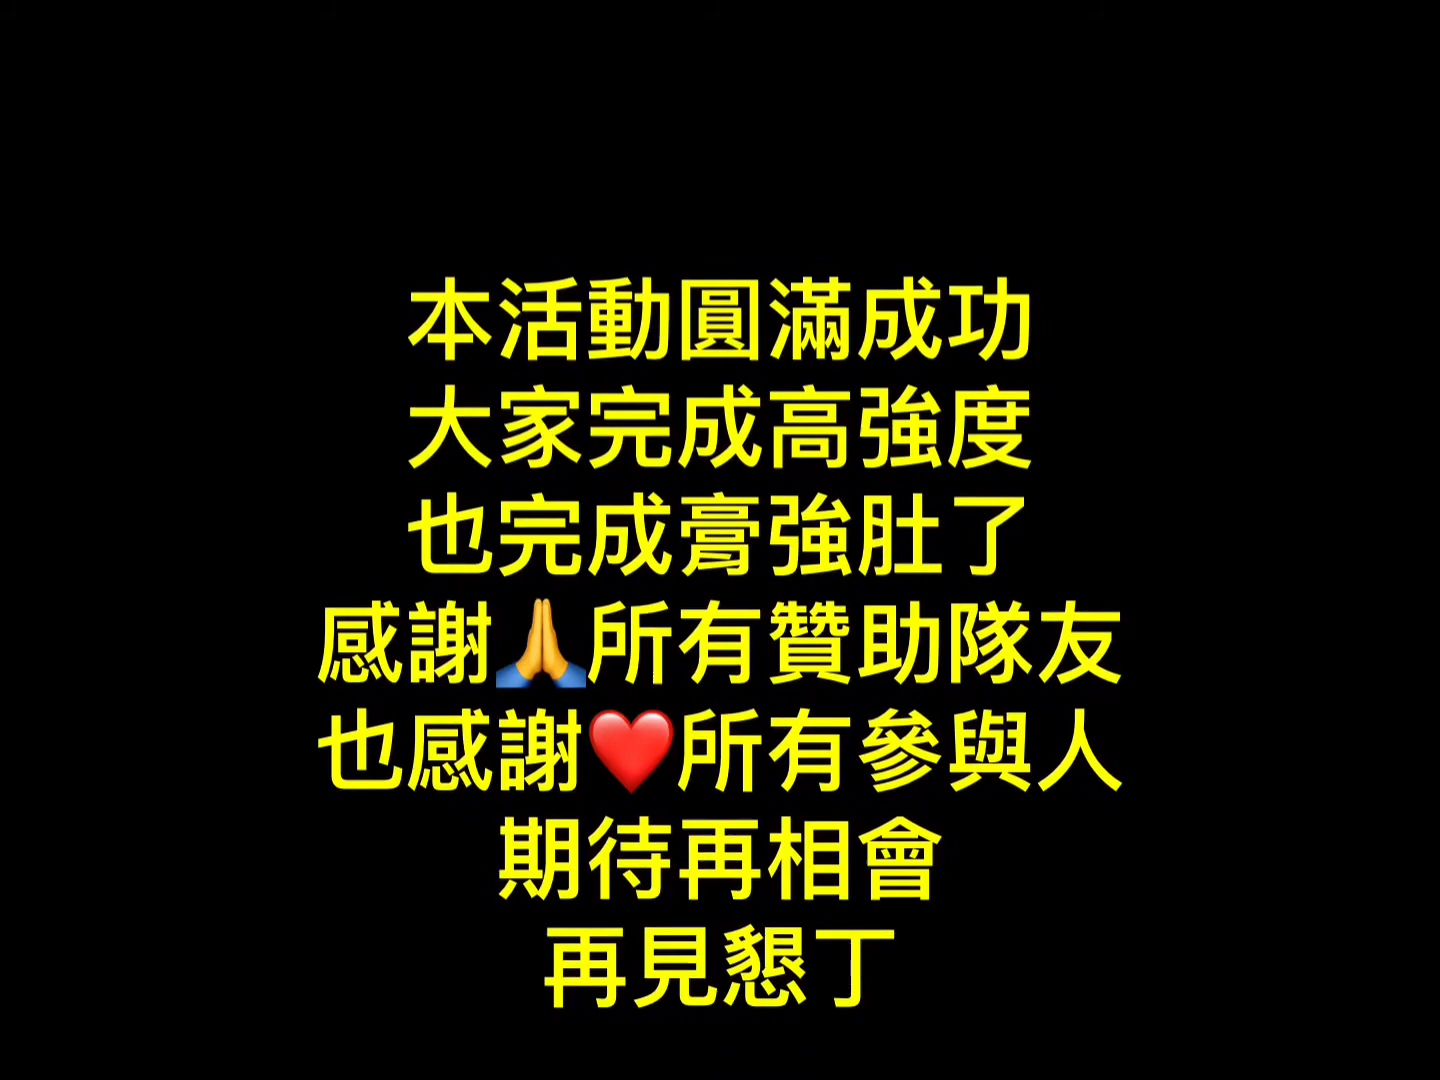 本活動圓滿成功
大家完成高強度
也完成膏強肚了
感謝🙏所有贊助隊友
也感謝❤️所有參與人
期待再相會
再見懇丁